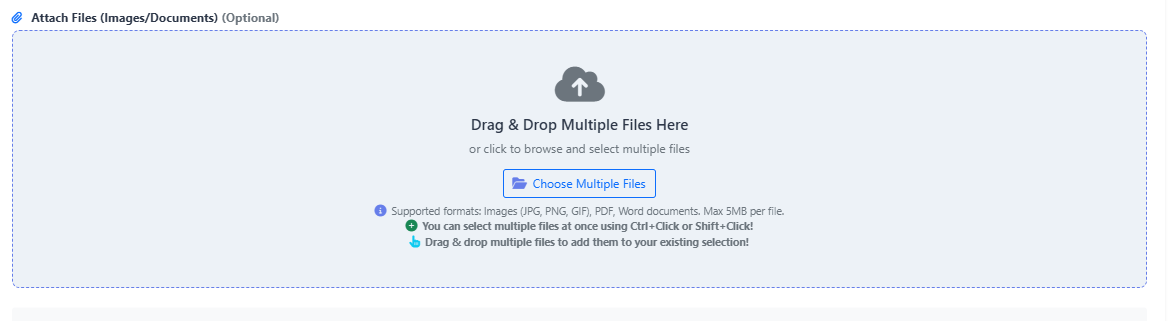 Attach Files (Images/Documents) (Optional)
Drag & Drop Multiple Files Here
or click to browse and select multiple files
Choose Multiple Files
Supported formats: Images (JPG, PNG, GIF), PDF, Word documents. Max 5MB per file.
You can select multiple files at once using Ctrl+Click or Shift+Click!
Drag & drop multiple files to add them to your existing selection!